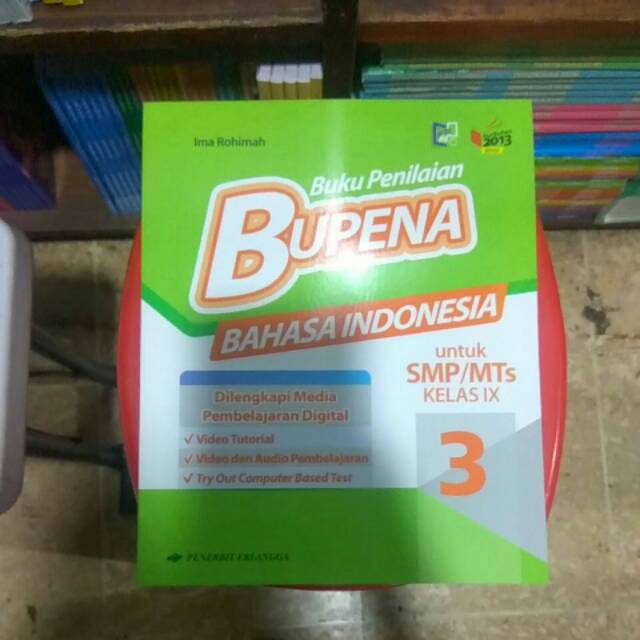 Ima Rohimah
2013
Buku Penilaian
BUPENA
BAHASA INDONESIA
untuk
SMP/MTs
KELAS IX
3
Dilengkapi Media
Pembelajaran Digital
✓ Video Tutorial
✓ Video dan Audio Pembelajaran
✓ Try Out Computer Based Test
PENERBIT ERLANGGA